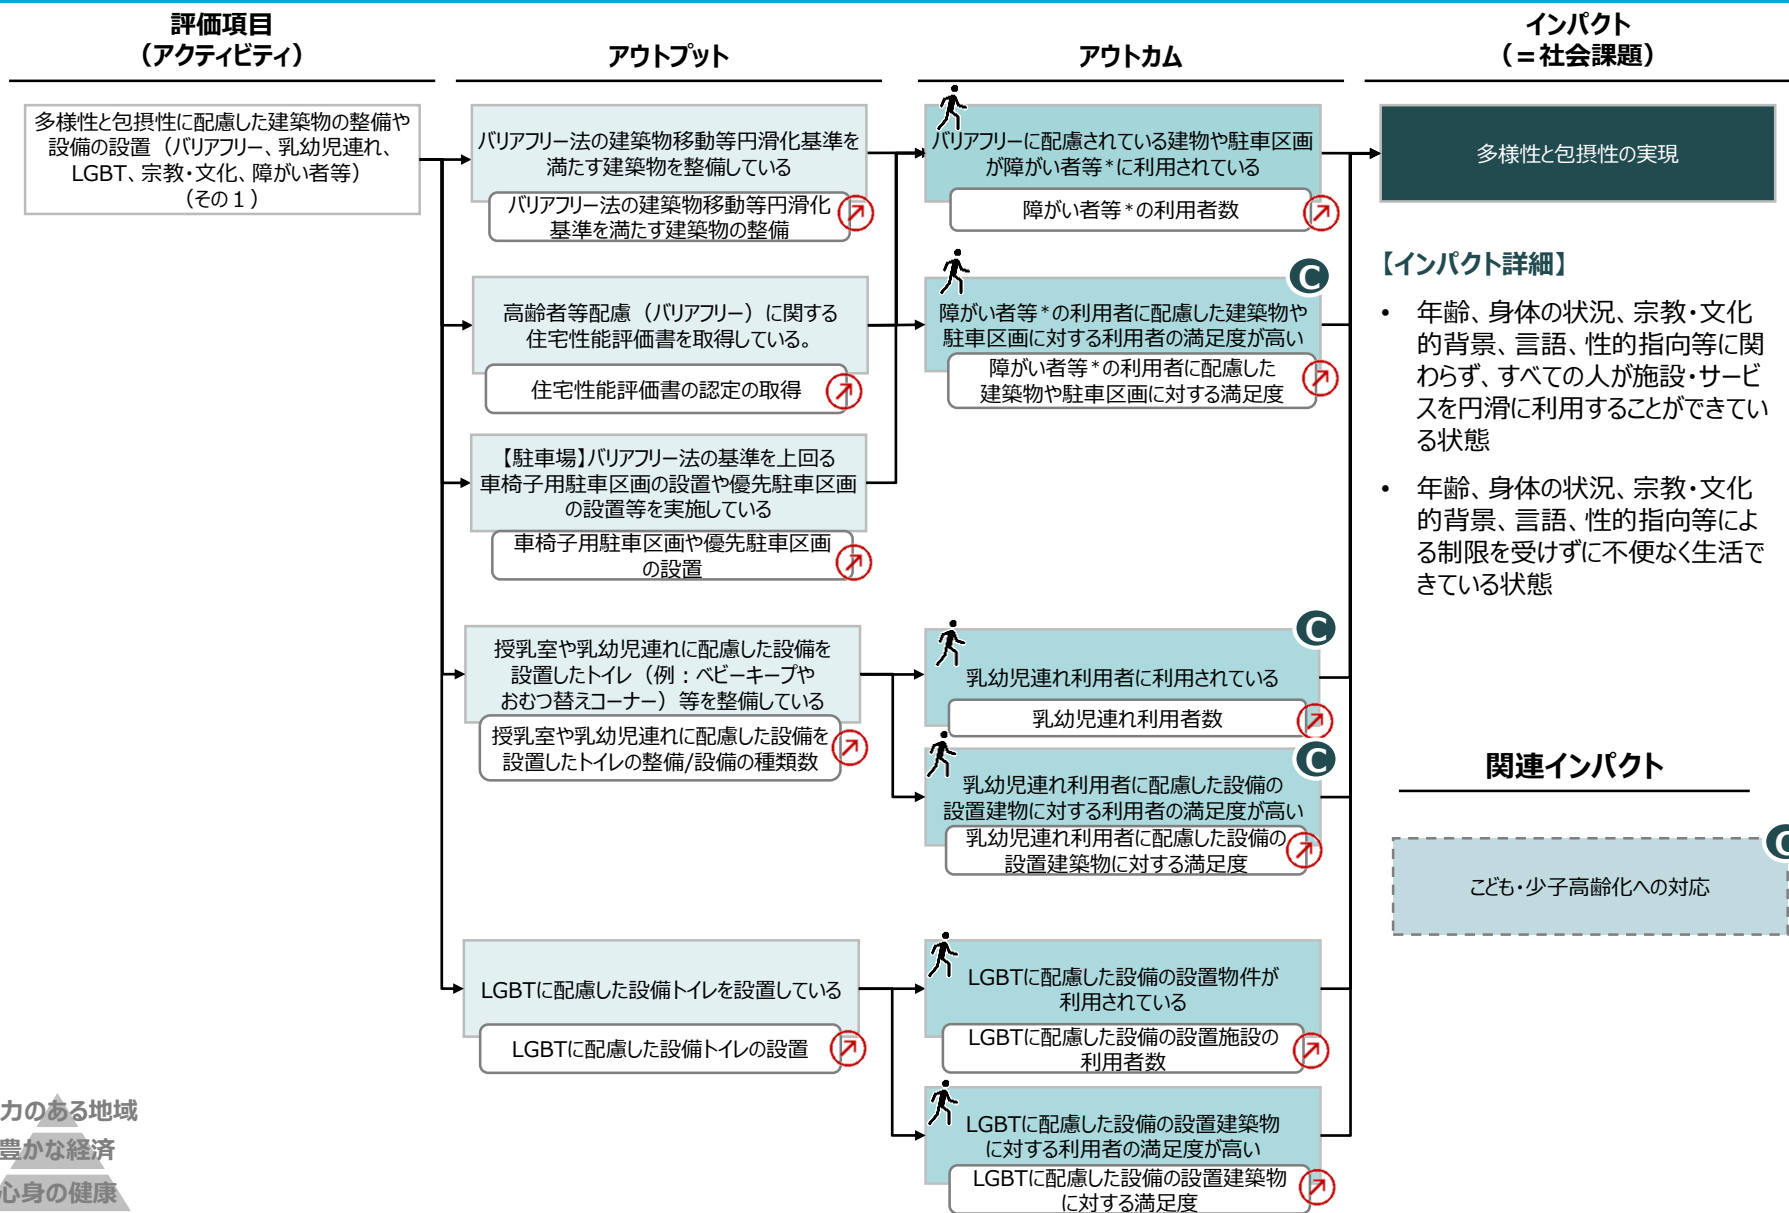 評価項目
（アクティビティ）
アウトプット
アウトカム
インパクト
（＝社会課題）
多様性と包摂性に配慮した建築物の整備や
設備の設置（バリアフリー、乳幼児連れ、
LGBT、宗教・文化、障がい者等）
（その１）
バリアフリー法の建築物移動等円滑化基準を
満たす建築物を整備している
バリアフリー法の建築物移動等円滑化
基準を満たす建築物の整備
高齢者等配慮（バリアフリー）に関する
住宅性能評価書を取得している。
住宅性能評価書の認定の取得
【駐車場】バリアフリー法の基準を上回る
車椅子用駐車区画の設置や優先駐車区画
の設置等を実施している
車椅子用駐車区画や優先駐車区画
の設置
授乳室や乳幼児連れに配慮した設備を
設置したトイレ（例：ベビーキープや
おむつ替えコーナー）等を整備している
授乳室や乳幼児連れに配慮した設備を
設置したトイレの整備/設備の種類数
LGBTに配慮した設備トイレを設置している
LGBTに配慮した設備トイレの設置
バリアフリーに配慮されている建物や駐車区画
が障がい者等*に利用されている
障がい者等*の利用者数
C
障がい者等*の利用者に配慮した建築物や
駐車区画に対する利用者の満足度が高い
障がい者等*の利用者に配慮した
建築物や駐車区画に対する満足度
C
乳幼児連れ利用者に利用されている
乳幼児連れ利用者数
C
乳幼児連れ利用者に配慮した設備の
設置建物に対する利用者の満足度が高い
乳幼児連れ利用者に配慮した設備の
設置建築物に対する満足度
LGBTに配慮した設備の設置物件が
利用されている
LGBTに配慮した設備の設置施設の
利用者数
LGBTに配慮した設備の設置建築物
に対する利用者の満足度が高い
LGBTに配慮した設備の設置建築物
に対する満足度
多様性と包摂性の実現
【インパクト詳細】
• 年齢、身体の状況、宗教・文化
的背景、言語、性的指向等に関
わらず、すべての人が施設・サービ
スを円滑に利用することができてい
る状態
• 年齢、身体の状況、宗教・文化
的背景、言語、性的指向等によ
る制限を受けずに不便なく生活で
きている状態
関連インパクト
C
こども・少子高齢化への対応
力のある地域
豊かな経済
心身の健康